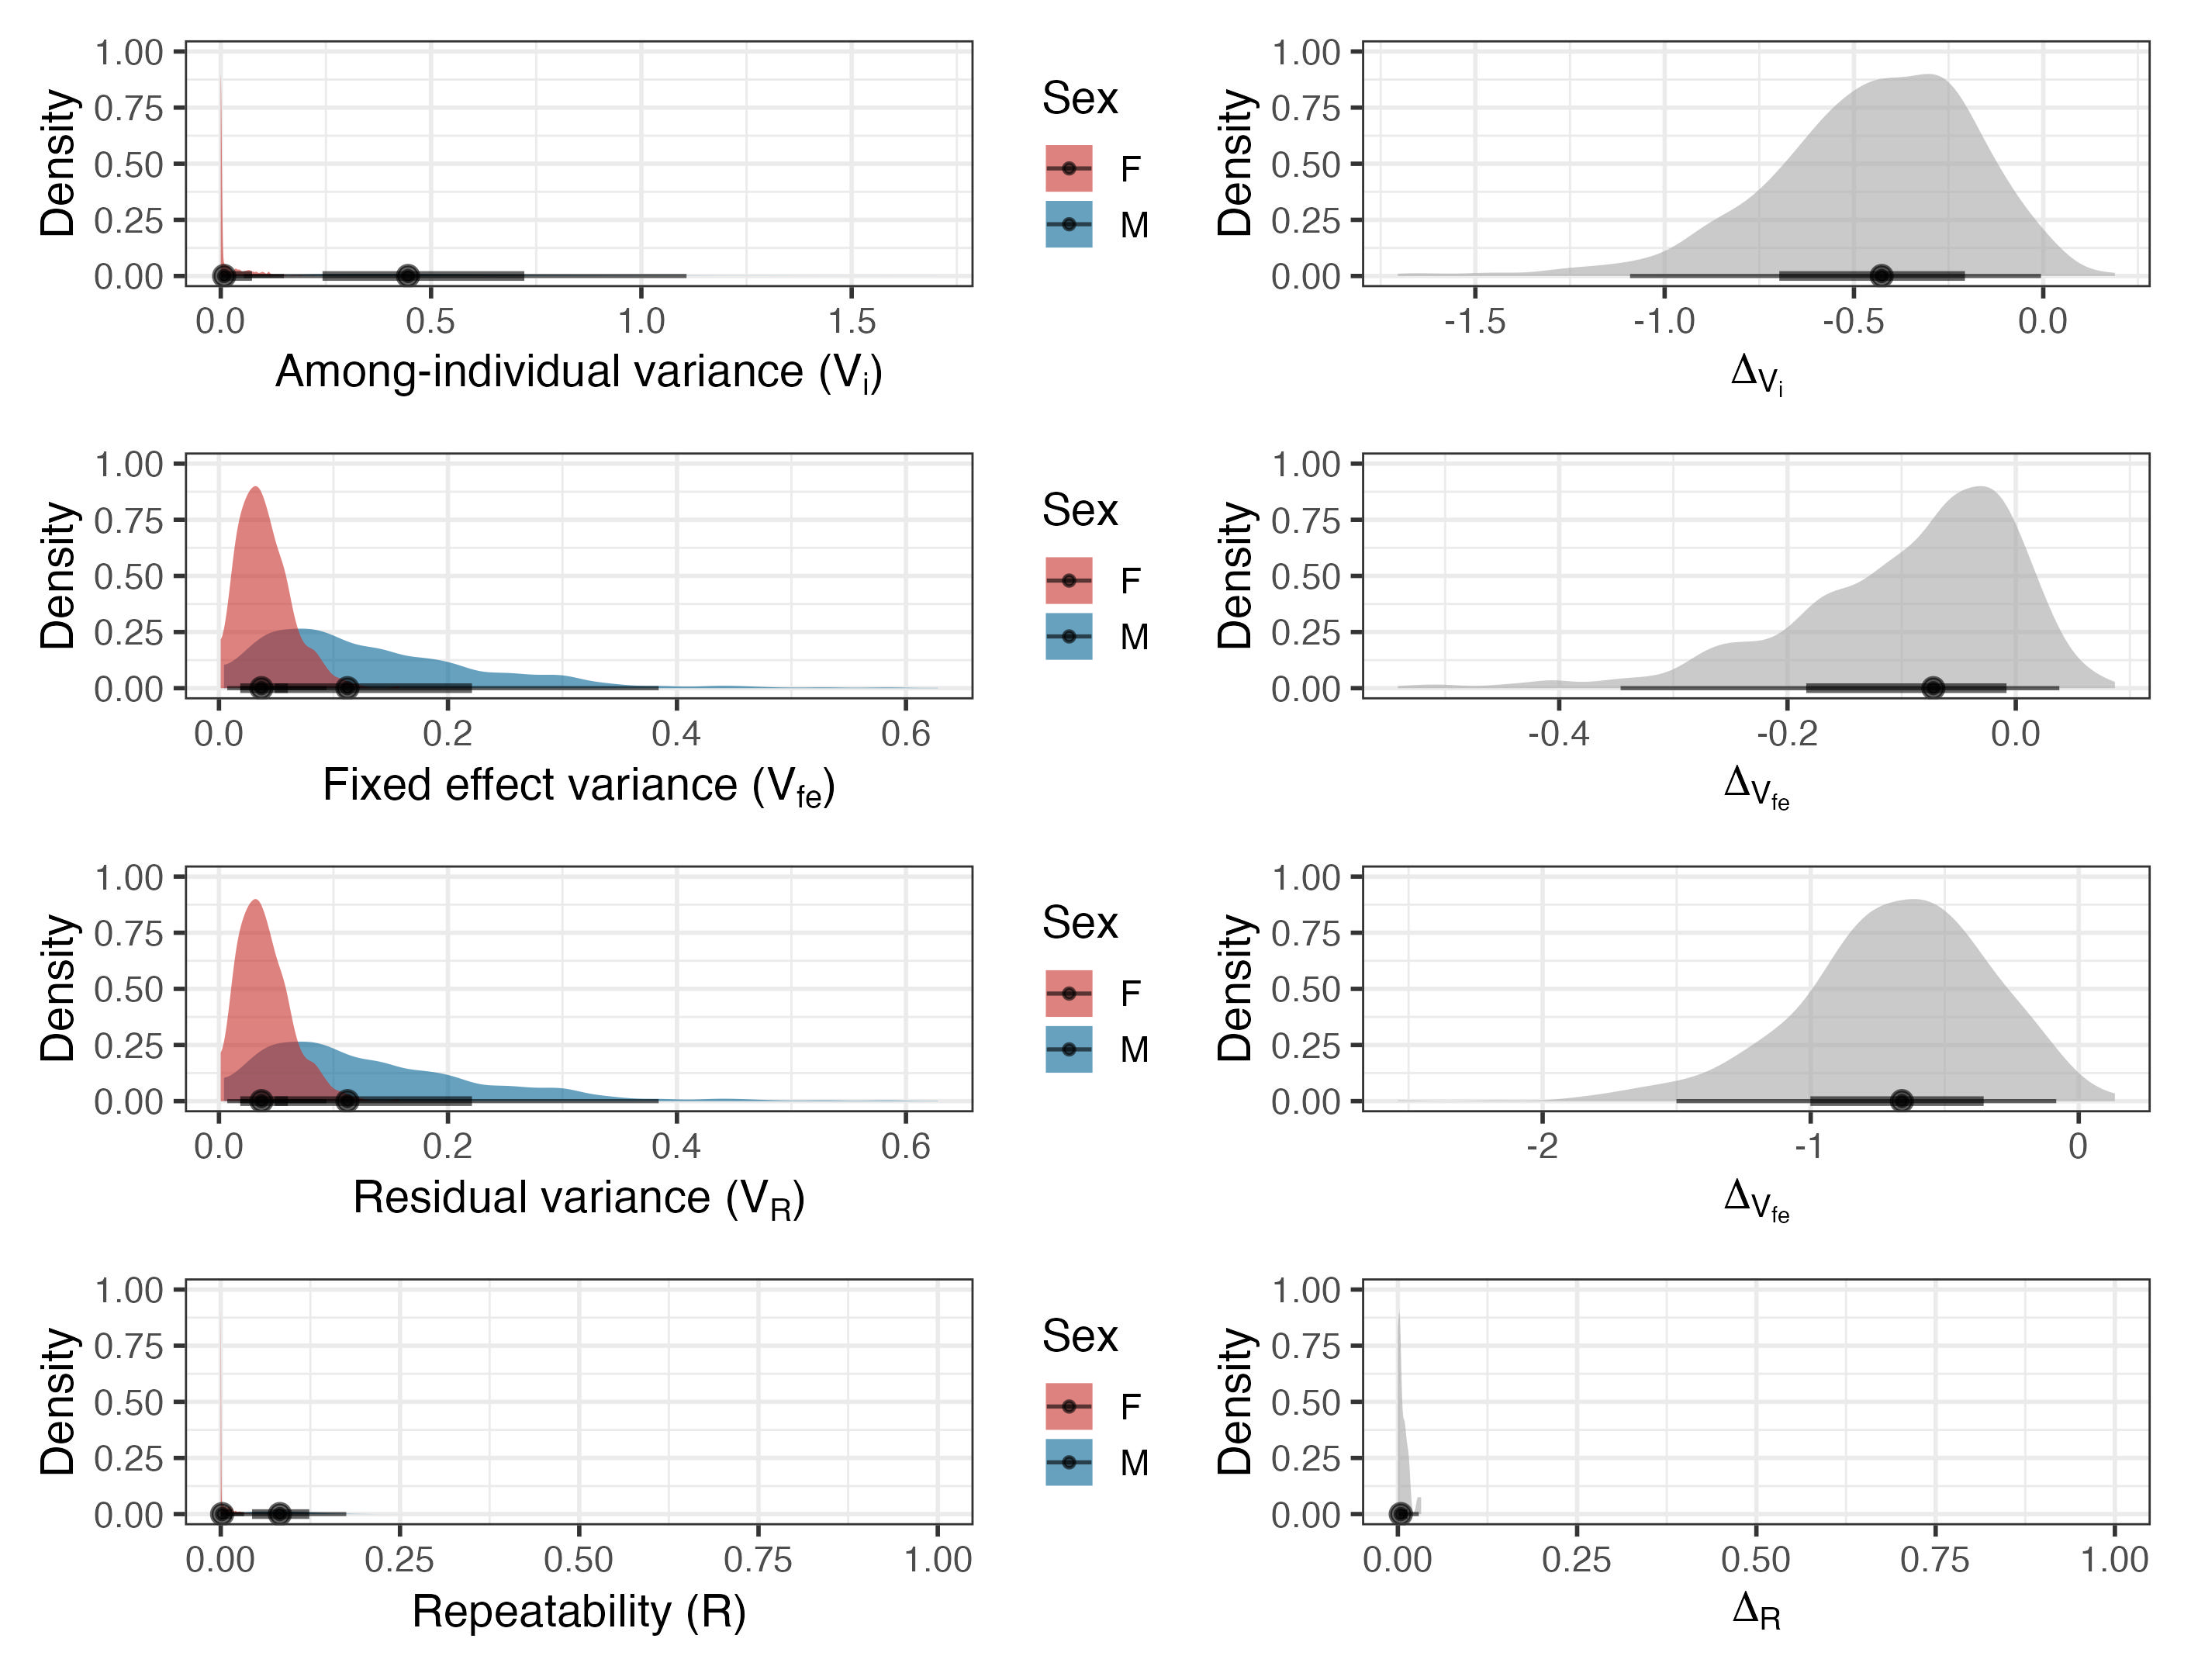 1.00
0.75
0.50
0.25
0.00
Density
0.0 0.5 1.0 1.5
Among-individual variance (Vi)
Sex
F
M
1.00
0.75
0.50
0.25
0.00
Density
-1.5 -1.0 -0.5 0.0
ΔVi
1.00
0.75
0.50
0.25
0.00
Density
0.0 0.2 0.4 0.6
Fixed effect variance (Vfe)
Sex
F
M
1.00
0.75
0.50
0.25
0.00
Density
-0.4 -0.2 0.0
ΔVfe
1.00
0.75
0.50
0.25
0.00
Density
0.0 0.2 0.4 0.6
Residual variance (VR)
Sex
F
M
1.00
0.75
0.50
0.25
0.00
Density
-2 -1 0
ΔVfe
1.00
0.75
0.50
0.25
0.00
Density
0.00 0.25 0.50 0.75 1.00
Repeatability (R)
Sex
F
M
1.00
0.75
0.50
0.25
0.00
Density
0.00 0.25 0.50 0.75 1.00
ΔR